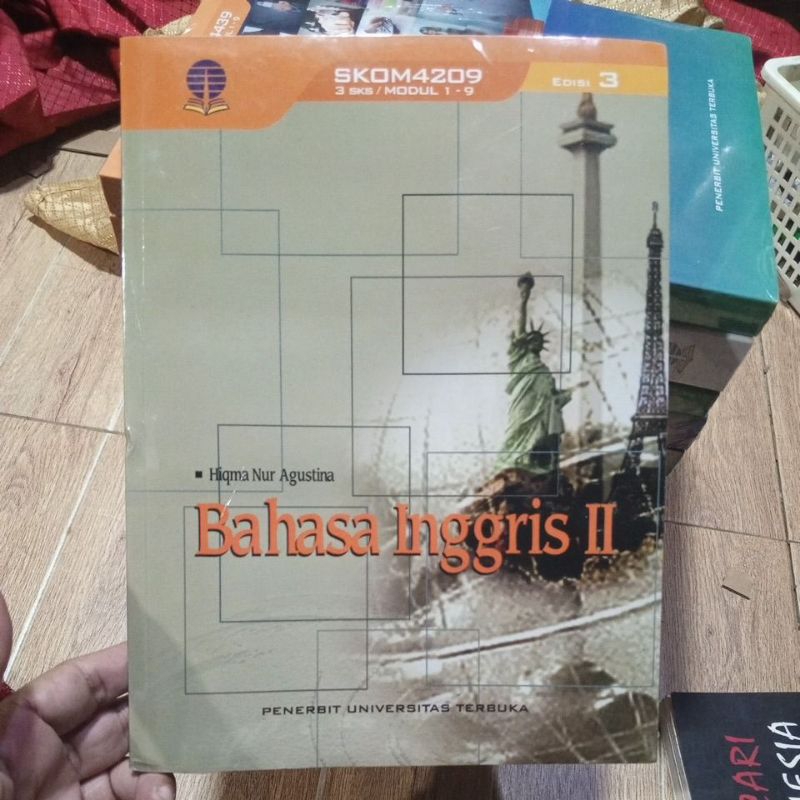 SKOM4209
3 SKS / MODUL 1 - 9
EDISI 3
Hiqma Nur Agustina
Bahasa Inggris II
PENERBIT UNIVERSITAS TERBUKA
PENERBIT UNIVERSITAS TERBUKA
DARI